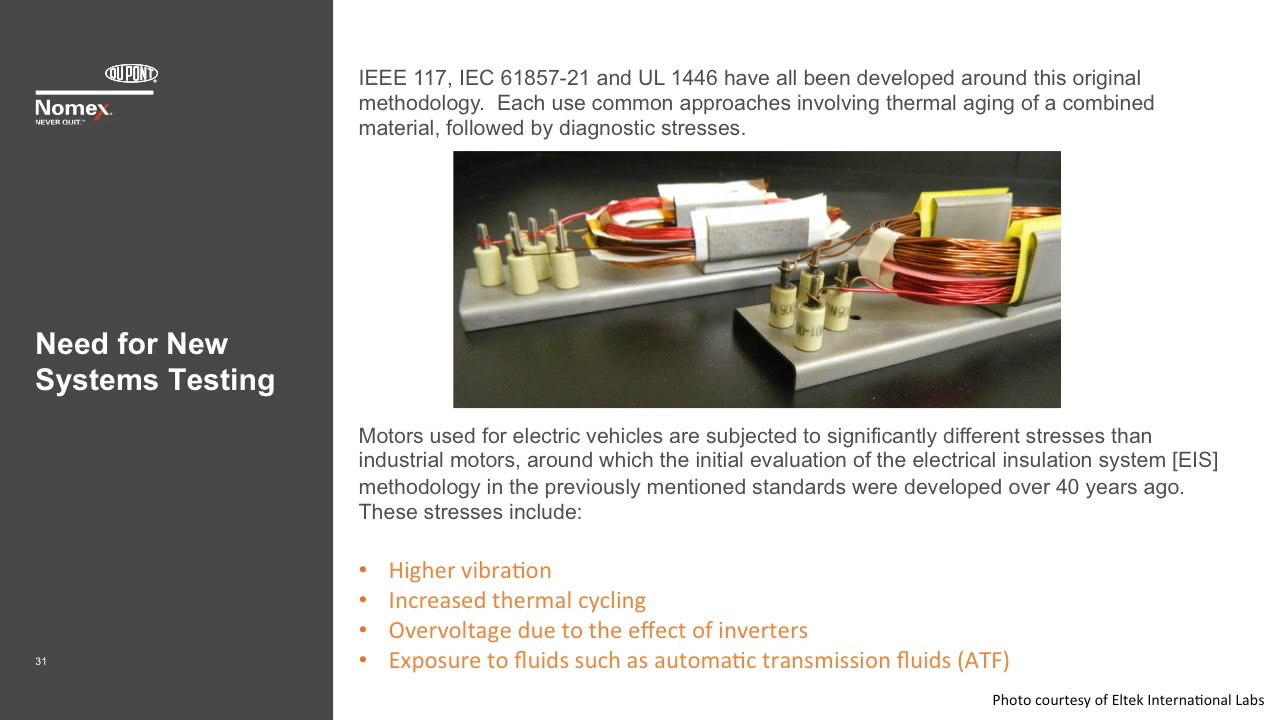 DUPONT
Nomex
NEVER QUIT.™
Need for New
Systems Testing
31
IEEE 117, IEC 61857-21 and UL 1446 have all been developed around this original
methodology.  Each use common approaches involving thermal aging of a combined
material, followed by diagnostic stresses.
Motors used for electric vehicles are subjected to significantly different stresses than
industrial motors, around which the initial evaluation of the electrical insulation system [EIS]
methodology in the previously mentioned standards were developed over 40 years ago.
These stresses include:
• Higher vibration
• Increased thermal cycling
• Overvoltage due to the effect of inverters
• Exposure to fluids such as automatic transmission fluids (ATF)
Photo courtesy of Eltek International Labs